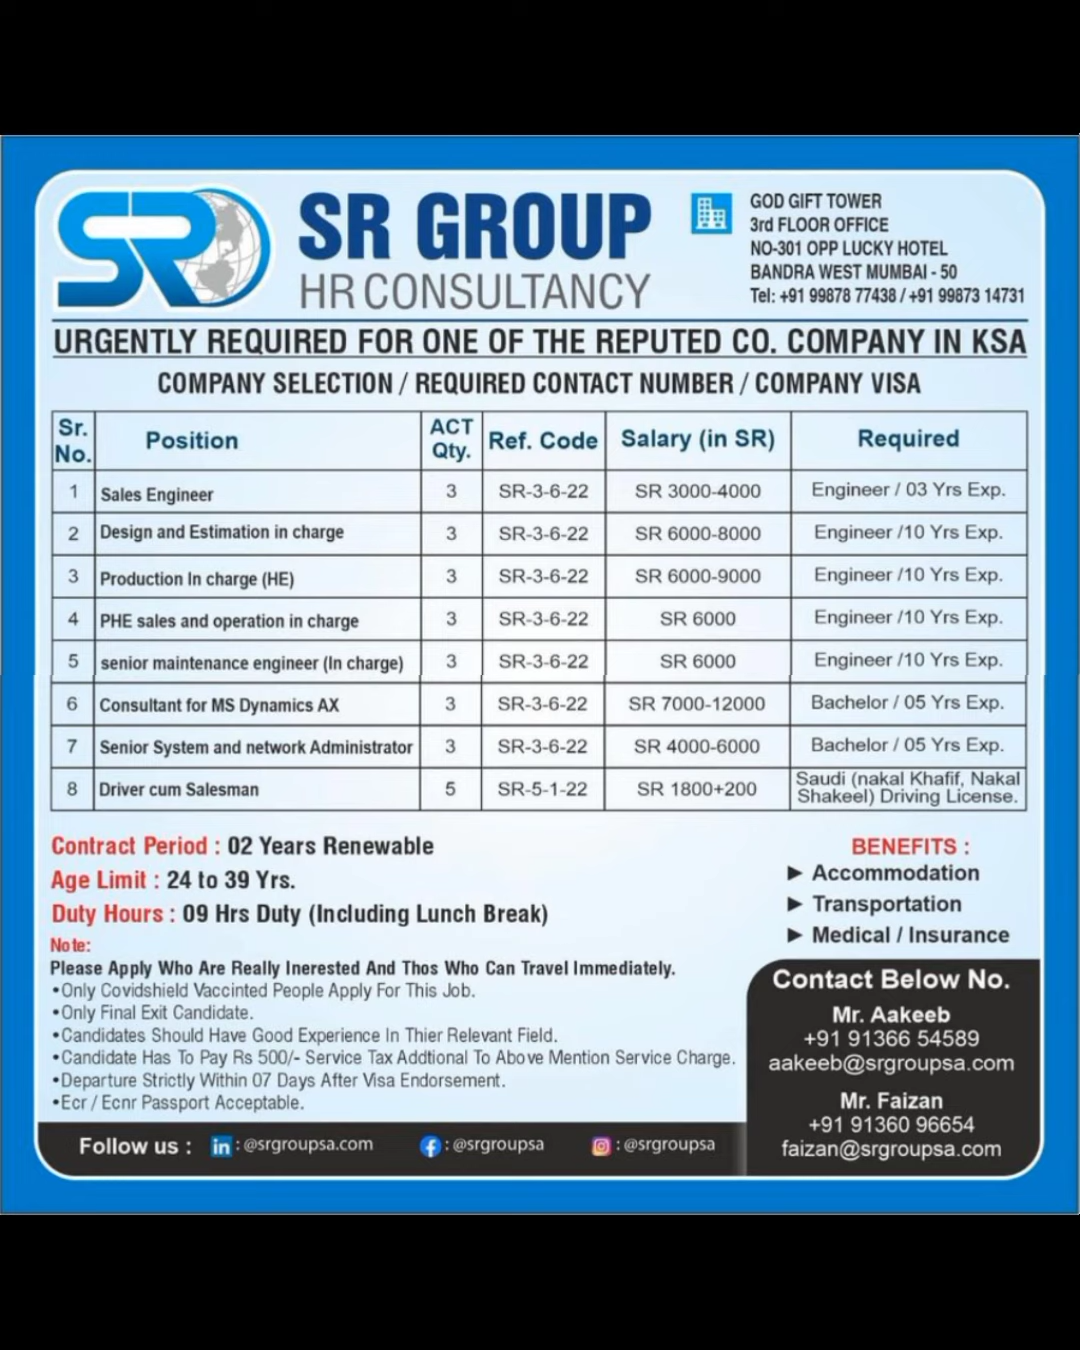 SR
SR GROUP
HR CONSULTANCY
GOD GIFT TOWER
3rd FLOOR OFFICE
NO-301 OPP LUCKY HOTEL
BANDRA WEST MUMBAI - 50
Tel: +91 99878 77438 / +91 99873 14731
URGENTLY REQUIRED FOR ONE OF THE REPUTED CO. COMPANY IN KSA
COMPANY SELECTION / REQUIRED CONTACT NUMBER / COMPANY VISA
Sr. No. Position ACT Qty. Ref. Code Salary (in SR) Required
1 Sales Engineer 3 SR-3-6-22 SR 3000-4000 Engineer / 03 Yrs Exp.
2 Design and Estimation in charge 3 SR-3-6-22 SR 6000-8000 Engineer /10 Yrs Exp.
3 Production In charge (HE) 3 SR-3-6-22 SR 6000-9000 Engineer /10 Yrs Exp.
4 PHE sales and operation in charge 3 SR-3-6-22 SR 6000 Engineer /10 Yrs Exp.
5 senior maintenance engineer (In charge) 3 SR-3-6-22 SR 6000 Engineer /10 Yrs Exp.
6 Consultant for MS Dynamics AX 3 SR-3-6-22 SR 7000-12000 Bachelor / 05 Yrs Exp.
7 Senior System and network Administrator 3 SR-3-6-22 SR 4000-6000 Bachelor / 05 Yrs Exp.
8 Driver cum Salesman 5 SR-5-1-22 SR 1800+200 Saudi (nakal Khafif, Nakal Shakeel) Driving License.
Contract Period : 02 Years Renewable
Age Limit : 24 to 39 Yrs.
Duty Hours : 09 Hrs Duty (Including Lunch Break)
Note:
Please Apply Who Are Really Inerested And Thos Who Can Travel Immediately.
•Only Covidshield Vaccinted People Apply For This Job.
•Only Final Exit Candidate.
•Candidates Should Have Good Experience In Thier Relevant Field.
•Candidate Has To Pay Rs 500/- Service Tax Addtional To Above Mention Service Charge.
•Departure Strictly Within 07 Days After Visa Endorsement.
•Ecr / Ecnr Passport Acceptable.
BENEFITS :
► Accommodation
► Transportation
► Medical / Insurance
Contact Below No.
Mr. Aakeeb
+91 91366 54589
aakeeb@srgroupsa.com
Mr. Faizan
+91 91360 96654
faizan@srgroupsa.com
Follow us : in : @srgroupsa.com f : @srgroupsa : @srgroupsa